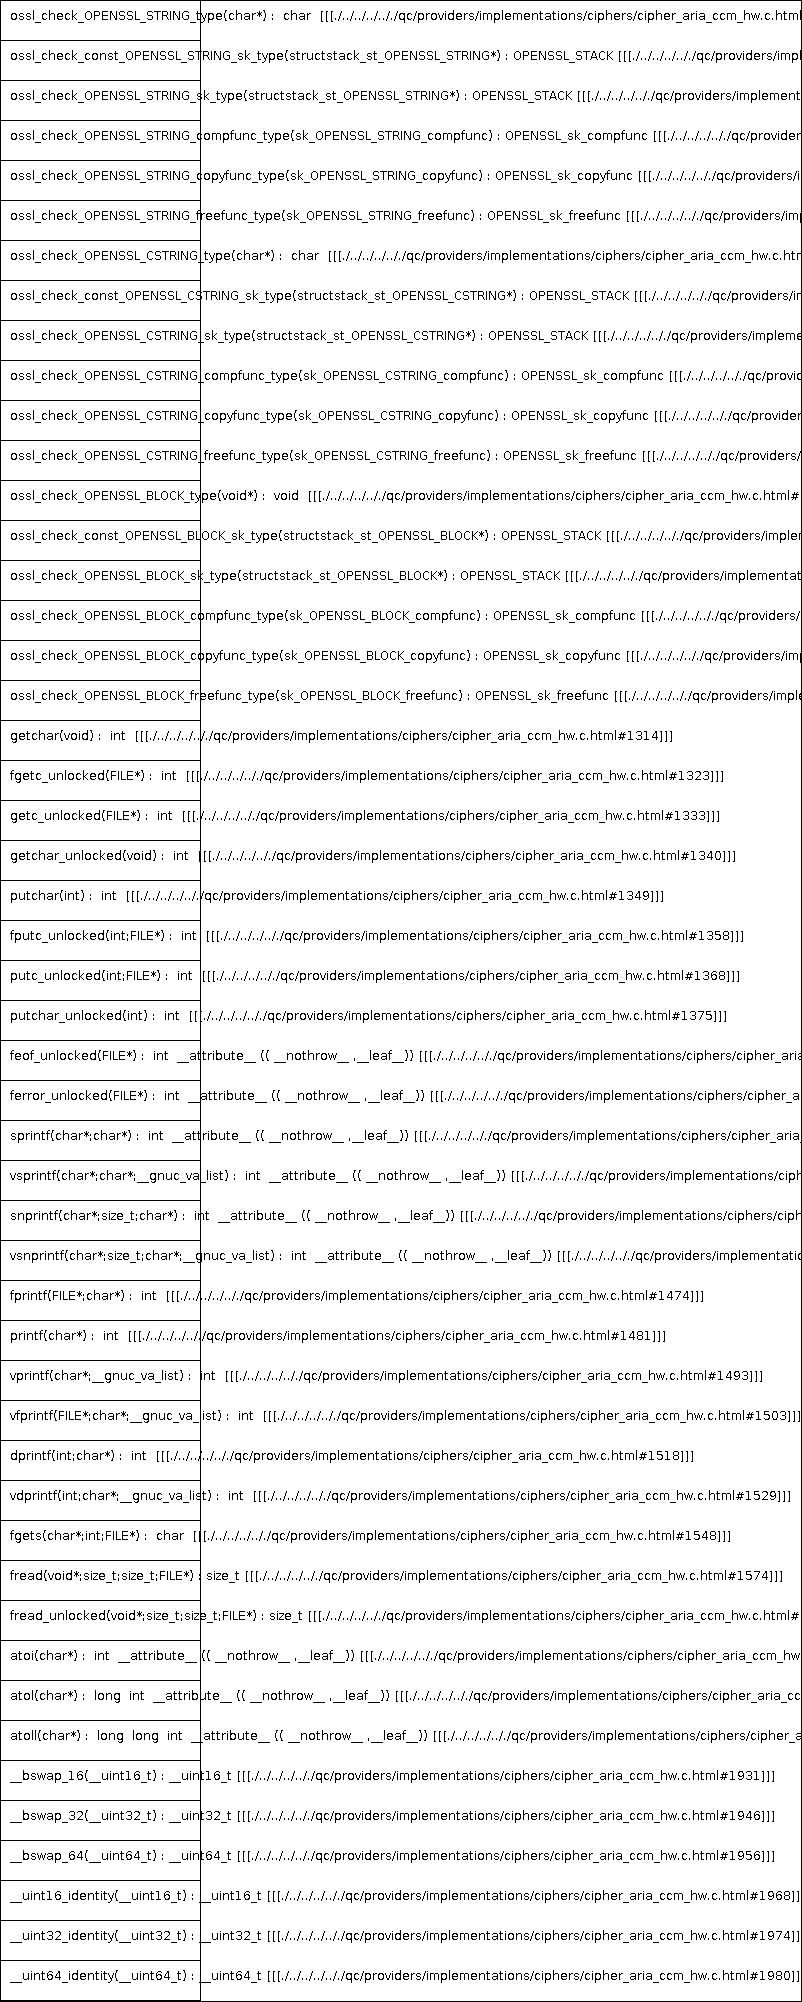 ossl_check_OPENSSL_STRING_type(char*) : char [[[./../../../../../qc/providers/implementations/ciphers/cipher_aria_ccm_hw.c.html
ossl_check_const_OPENSSL_STRING_sk_type(structstack_st_OPENSSL_STRING*) : OPENSSL_STACK [[[./../../../../../qc/providers/impl
ossl_check_OPENSSL_STRING_sk_type(structstack_st_OPENSSL_STRING*) : OPENSSL_STACK [[[./../../../../../qc/providers/implement
ossl_check_OPENSSL_STRING_compfunc_type(sk_OPENSSL_STRING_compfunc) : OPENSSL_sk_compfunc [[[./../../../../../qc/provider
ossl_check_OPENSSL_STRING_copyfunc_type(sk_OPENSSL_STRING_copyfunc) : OPENSSL_sk_copyfunc [[[./../../../../../qc/providers/i
ossl_check_OPENSSL_STRING_freefunc_type(sk_OPENSSL_STRING_freefunc) : OPENSSL_sk_freefunc [[[./../../../../../qc/providers/im
ossl_check_OPENSSL_CSTRING_type(char*) : char [[[./../../../../../qc/providers/implementations/ciphers/cipher_aria_ccm_hw.c.htm
ossl_check_const_OPENSSL_CSTRING_sk_type(structstack_st_OPENSSL_CSTRING*) : OPENSSL_STACK [[[./../../../../../qc/providers/i
ossl_check_OPENSSL_CSTRING_sk_type(structstack_st_OPENSSL_CSTRING*) : OPENSSL_STACK [[[./../../../../../qc/providers/impleme
ossl_check_OPENSSL_CSTRING_compfunc_type(sk_OPENSSL_CSTRING_compfunc) : OPENSSL_sk_compfunc [[[./../../../../../qc/provid
ossl_check_OPENSSL_CSTRING_copyfunc_type(sk_OPENSSL_CSTRING_copyfunc) : OPENSSL_sk_copyfunc [[[./../../../../../qc/provider
ossl_check_OPENSSL_CSTRING_freefunc_type(sk_OPENSSL_CSTRING_freefunc) : OPENSSL_sk_freefunc [[[./../../../../../qc/providers/
ossl_check_OPENSSL_BLOCK_type(void*) : void [[[./../../../../../qc/providers/implementations/ciphers/cipher_aria_ccm_hw.c.html#
ossl_check_const_OPENSSL_BLOCK_sk_type(structstack_st_OPENSSL_BLOCK*) : OPENSSL_STACK [[[./../../../../../qc/providers/implem
ossl_check_OPENSSL_BLOCK_sk_type(structstack_st_OPENSSL_BLOCK*) : OPENSSL_STACK [[[./../../../../../qc/providers/implementat
ossl_check_OPENSSL_BLOCK_compfunc_type(sk_OPENSSL_BLOCK_compfunc) : OPENSSL_sk_compfunc [[[./../../../../../qc/providers/
ossl_check_OPENSSL_BLOCK_copyfunc_type(sk_OPENSSL_BLOCK_copyfunc) : OPENSSL_sk_copyfunc [[[./../../../../../qc/providers/im
ossl_check_OPENSSL_BLOCK_freefunc_type(sk_OPENSSL_BLOCK_freefunc) : OPENSSL_sk_freefunc [[[./../../../../../qc/providers/imple
getchar(void) : int [[[./../../../../../qc/providers/implementations/ciphers/cipher_aria_ccm_hw.c.html#1314]]]
fgetc_unlocked(FILE*) : int [[[./../../../../../qc/providers/implementations/ciphers/cipher_aria_ccm_hw.c.html#1323]]]
getc_unlocked(FILE*) : int [[[./../../../../../qc/providers/implementations/ciphers/cipher_aria_ccm_hw.c.html#1333]]]
getchar_unlocked(void) : int [[[./../../../../../qc/providers/implementations/ciphers/cipher_aria_ccm_hw.c.html#1340]]]
putchar(int) : int [[[./../../../../../qc/providers/implementations/ciphers/cipher_aria_ccm_hw.c.html#1349]]]
fputc_unlocked(int;FILE*) : int [[[./../../../../../qc/providers/implementations/ciphers/cipher_aria_ccm_hw.c.html#1358]]]
putc_unlocked(int;FILE*) : int [[[./../../../../../qc/providers/implementations/ciphers/cipher_aria_ccm_hw.c.html#1368]]]
putchar_unlocked(int) : int [[[./../../../../../qc/providers/implementations/ciphers/cipher_aria_ccm_hw.c.html#1375]]]
feof_unlocked(FILE*) : int __attribute__ (( __nothrow__ ,__leaf__)) [[[./../../../../../qc/providers/implementations/ciphers/cipher_aria
ferror_unlocked(FILE*) : int __attribute__ (( __nothrow__ ,__leaf__)) [[[./../../../../../qc/providers/implementations/ciphers/cipher_a
sprintf(char*;char*) : int __attribute__ (( __nothrow__ ,__leaf__)) [[[./../../../../../qc/providers/implementations/ciphers/cipher_aria_
vsprintf(char*;char*;__gnuc_va_list) : int __attribute__ (( __nothrow__ ,__leaf__)) [[[./../../../../../qc/providers/implementations/ciph
snprintf(char*;size_t;char*) : int __attribute__ (( __nothrow__ ,__leaf__)) [[[./../../../../../qc/providers/implementations/ciphers/ciph
vsnprintf(char*;size_t;char*;__gnuc_va_list) : int __attribute__ (( __nothrow__ ,__leaf__)) [[[./../../../../../qc/providers/implementatio
fprintf(FILE*;char*) : int [[[./../../../../../qc/providers/implementations/ciphers/cipher_aria_ccm_hw.c.html#1474]]]
printf(char*) : int [[[./../../../../../qc/providers/implementations/ciphers/cipher_aria_ccm_hw.c.html#1481]]]
vprintf(char*;__gnuc_va_list) : int [[[./../../../../../qc/providers/implementations/ciphers/cipher_aria_ccm_hw.c.html#1493]]]
vfprintf(FILE*;char*;__gnuc_va_list) : int [[[./../../../../../qc/providers/implementations/ciphers/cipher_aria_ccm_hw.c.html#1503]]]
dprintf(int;char*) : int [[[./../../../../../qc/providers/implementations/ciphers/cipher_aria_ccm_hw.c.html#1518]]]
vdprintf(int;char*;__gnuc_va_list) : int [[[./../../../../../qc/providers/implementations/ciphers/cipher_aria_ccm_hw.c.html#1529]]]
fgets(char*;int;FILE*) : char [[[./../../../../../qc/providers/implementations/ciphers/cipher_aria_ccm_hw.c.html#1548]]]
fread(void*;size_t;size_t;FILE*) : size_t [[[./../../../../../qc/providers/implementations/ciphers/cipher_aria_ccm_hw.c.html#1574]]]
fread_unlocked(void*;size_t;size_t;FILE*) : size_t [[[./../../../../../qc/providers/implementations/ciphers/cipher_aria_ccm_hw.c.html#
atoi(char*) : int __attribute__ (( __nothrow__ ,__leaf__)) [[[./../../../../../qc/providers/implementations/ciphers/cipher_aria_ccm_hw
atol(char*) : long int __attribute__ (( __nothrow__ ,__leaf__)) [[[./../../../../../qc/providers/implementations/ciphers/cipher_aria_cc
atoll(char*) : long long int __attribute__ (( __nothrow__ ,__leaf__)) [[[./../../../../../qc/providers/implementations/ciphers/cipher_a
__bswap_16(__uint16_t) : __uint16_t [[[./../../../../../qc/providers/implementations/ciphers/cipher_aria_ccm_hw.c.html#1931]]]
__bswap_32(__uint32_t) : __uint32_t [[[./../../../../../qc/providers/implementations/ciphers/cipher_aria_ccm_hw.c.html#1946]]]
__bswap_64(__uint64_t) : __uint64_t [[[./../../../../../qc/providers/implementations/ciphers/cipher_aria_ccm_hw.c.html#1956]]]
__uint16_identity(__uint16_t) : __uint16_t [[[./../../../../../qc/providers/implementations/ciphers/cipher_aria_ccm_hw.c.html#1968]]
__uint32_identity(__uint32_t) : __uint32_t [[[./../../../../../qc/providers/implementations/ciphers/cipher_aria_ccm_hw.c.html#1974]]
__uint64_identity(__uint64_t) : __uint64_t [[[./../../../../../qc/providers/implementations/ciphers/cipher_aria_ccm_hw.c.html#1980]]